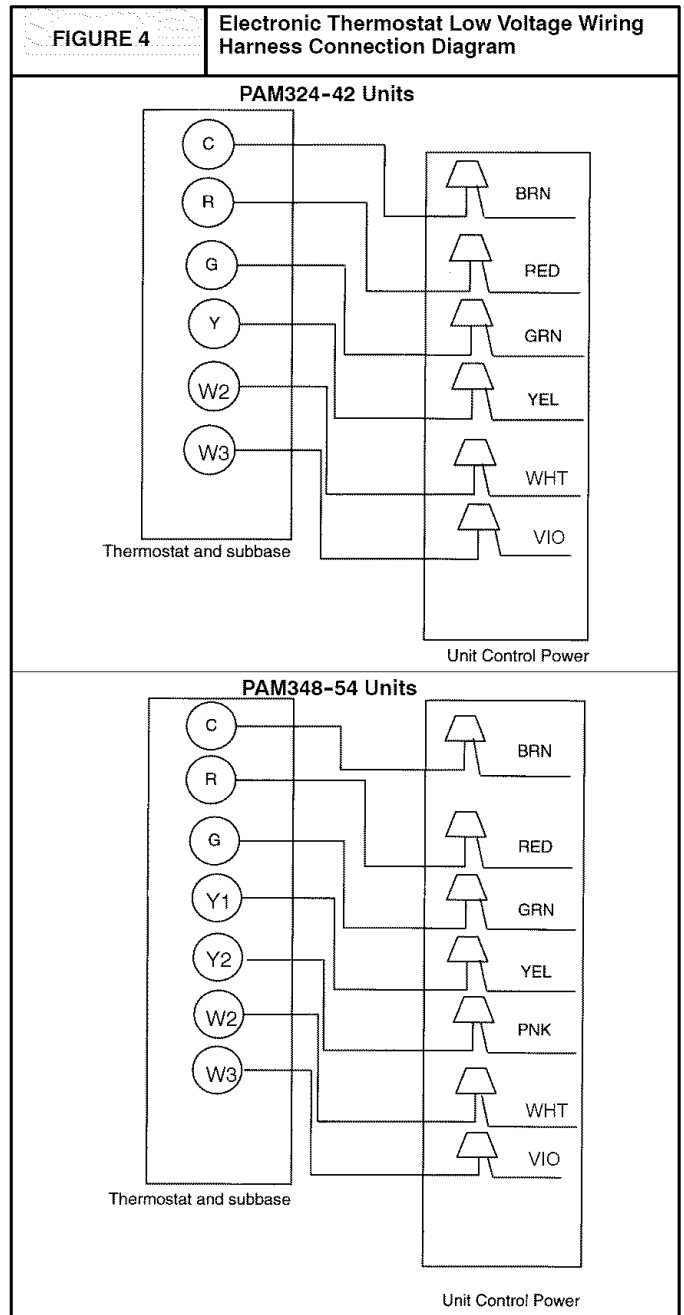 FIGURE 4
Electronic Thermostat Low Voltage Wiring
Harness Connection Diagram
PAM324-42 Units
C
R
G
Y
W2
W3
BRN
RED
GRN
YEL
WHT
VIO
Thermostat and subbase
Unit Control Power
PAM348-54 Units
C
R
G
Y1
Y2
W2
W3
BRN
RED
GRN
YEL
PNK
WHT
VIO
Thermostat and subbase
Unit Control Power